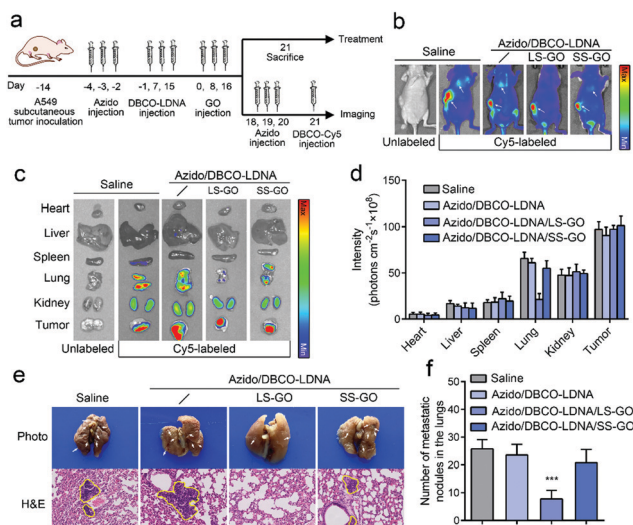 a
21
Sacrifice
Treatment
Day
-14
-4, -3, -2
-1, 7, 15
0, 8, 16
A549
subcutaneous
tumor inoculation
Azido
injection
DBCO-LDNA
injection
GO
injection
18, 19, 20
Azido
injection
21
DBCO-Cy5
injection
Imaging
b
Saline
Azido/DBCO-LDNA
/
LS-GO
SS-GO
Unlabeled
Cy5-labeled
Max
Min
c
Saline
Azido/DBCO-LDNA
/
LS-GO
SS-GO
Heart
Liver
Spleen
Lung
Kidney
Tumor
Unlabeled
Cy5-labeled
Max
Min
d
Saline
Azido/DBCO-LDNA
Azido/DBCO-LDNA/LS-GO
Azido/DBCO-LDNA/SS-GO
Intensity
(photons cm⁻²s⁻¹×10⁸)
150
100
50
0
Heart
Liver
Spleen
Lung
Kidney
Tumor
e
Saline
Azido/DBCO-LDNA
/
LS-GO
SS-GO
Photo
H&E
f
Saline
Azido/DBCO-LDNA
Azido/DBCO-LDNA/LS-GO
Azido/DBCO-LDNA/SS-GO
Number of metastatic
nodules in the lungs
50
40
30
20
10
0
***